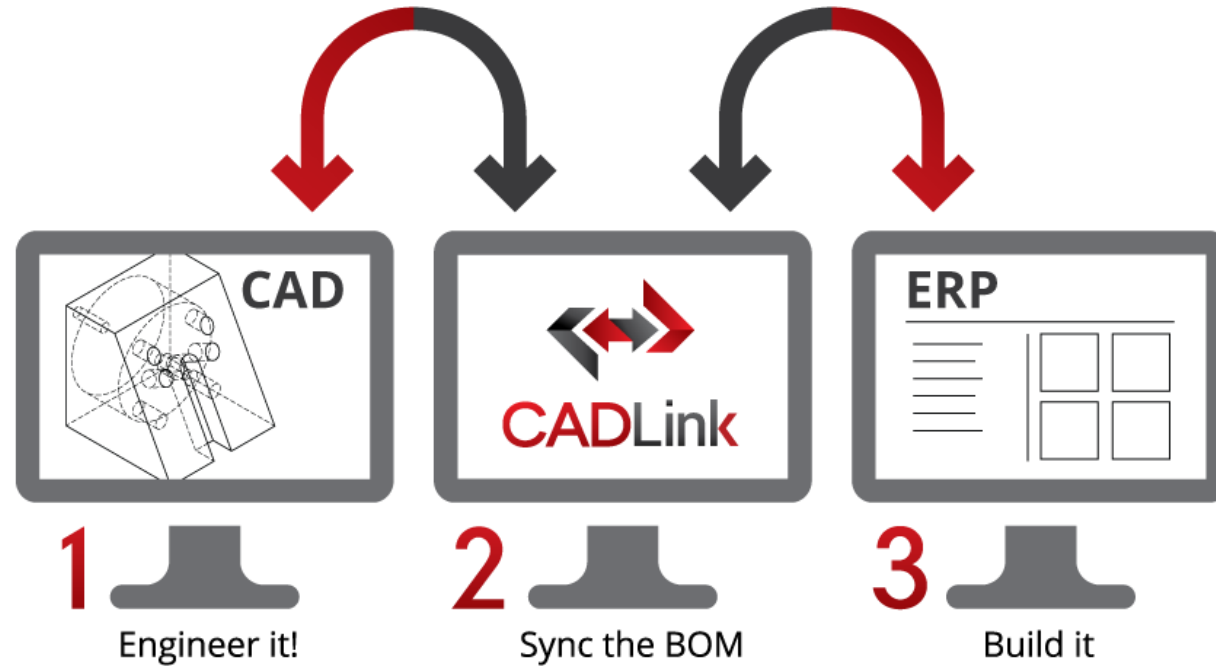 CAD
CADLink
ERP
1
2
3
Engineer it!
Sync the BOM
Build it